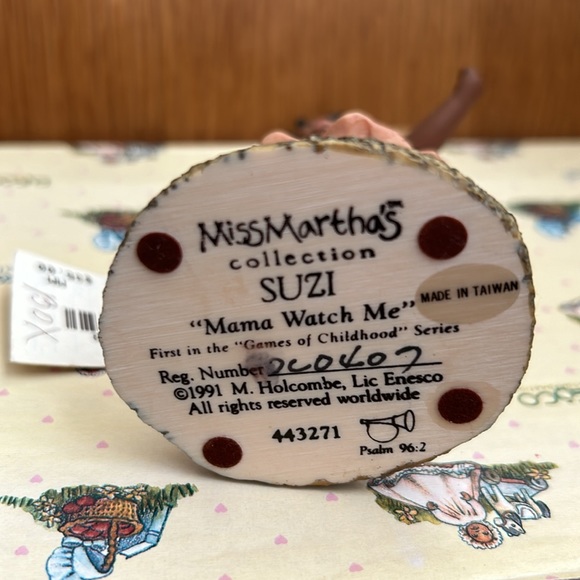 MissMartha's™
collection
SUZI
"Mama Watch Me"
MADE IN TAIWAN
First in the "Games of Childhood" Series
Reg. Number
©1991 M. Holcombe, Lic Enesco
All rights reserved worldwide
443271
Psalm 96:2